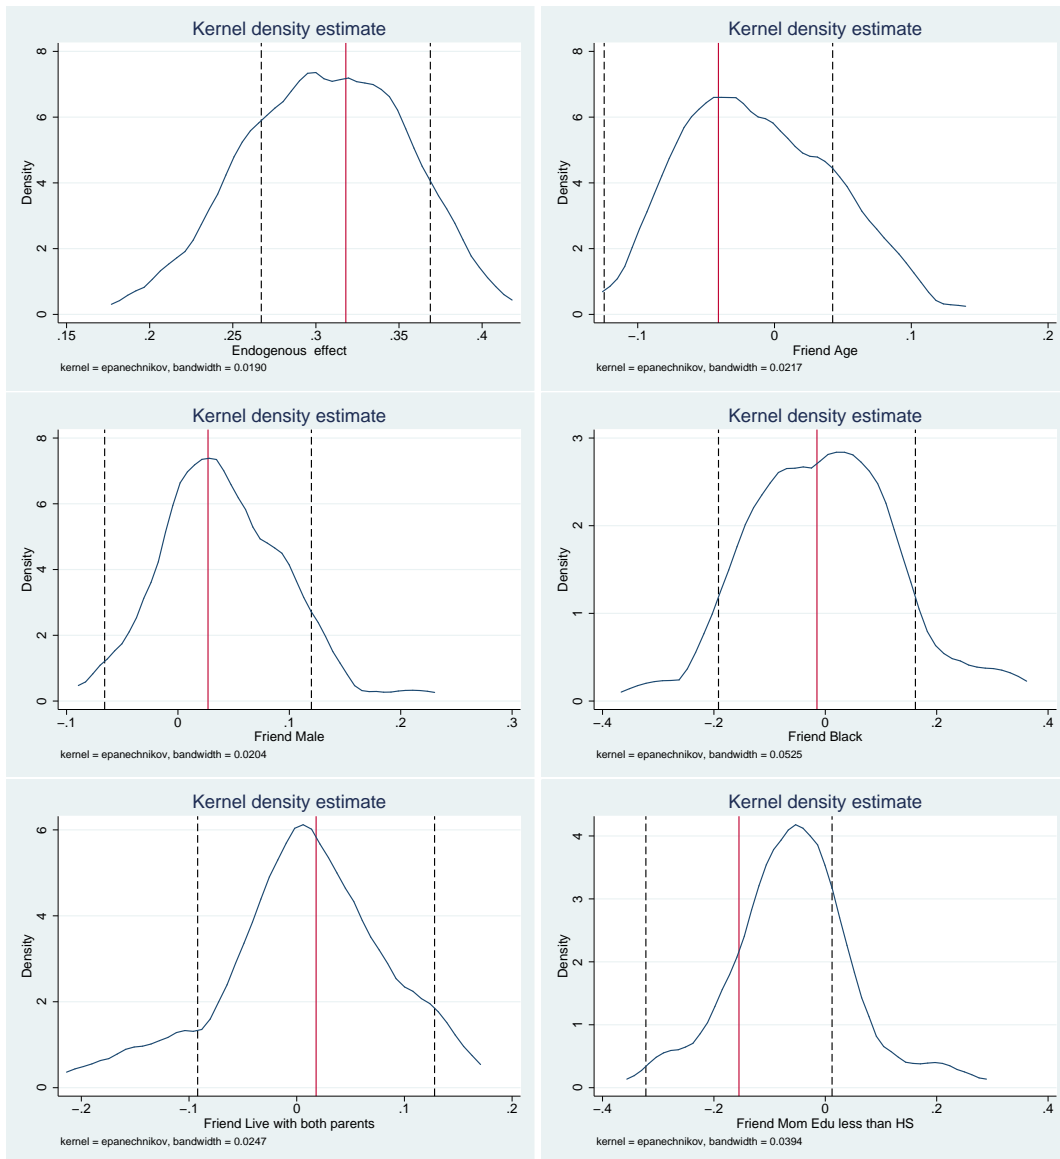 Kernel density estimate
8
6
4
2
0
Density
.15 .2 .25 .3 .35 .4
Endogenous effect
kernel = epanechnikov, bandwidth = 0.0190
Kernel density estimate
8
6
4
2
0
Density
−.1 0 .1 .2
Friend Age
kernel = epanechnikov, bandwidth = 0.0217
Kernel density estimate
8
6
4
2
0
Density
−.1 0 .1 .2 .3
Friend Male
kernel = epanechnikov, bandwidth = 0.0204
Kernel density estimate
3
2
1
0
Density
−.4 −.2 0 .2 .4
Friend Black
kernel = epanechnikov, bandwidth = 0.0525
Kernel density estimate
6
4
2
0
Density
−.2 −.1 0 .1 .2
Friend Live with both parents
kernel = epanechnikov, bandwidth = 0.0247
Kernel density estimate
4
3
2
1
0
Density
−.4 −.2 0 .2 .4
Friend Mom Edu less than HS
kernel = epanechnikov, bandwidth = 0.0394